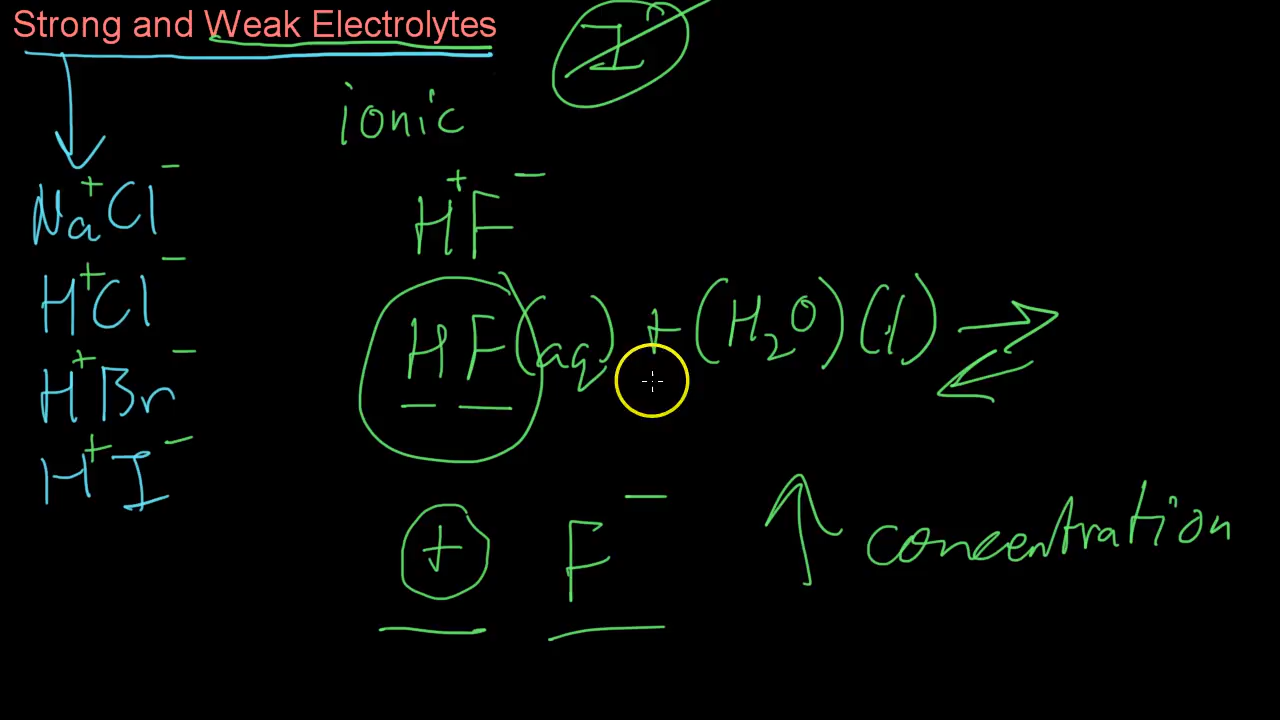 Strong and Weak Electrolytes
I
ionic
Na⁺Cl⁻
H⁺F⁻
H⁺Cl⁻
HF(aq) + (H₂O)(l) ⇌
H⁺Br⁻
H⁺I⁻
+ F⁻ ↑ concentration